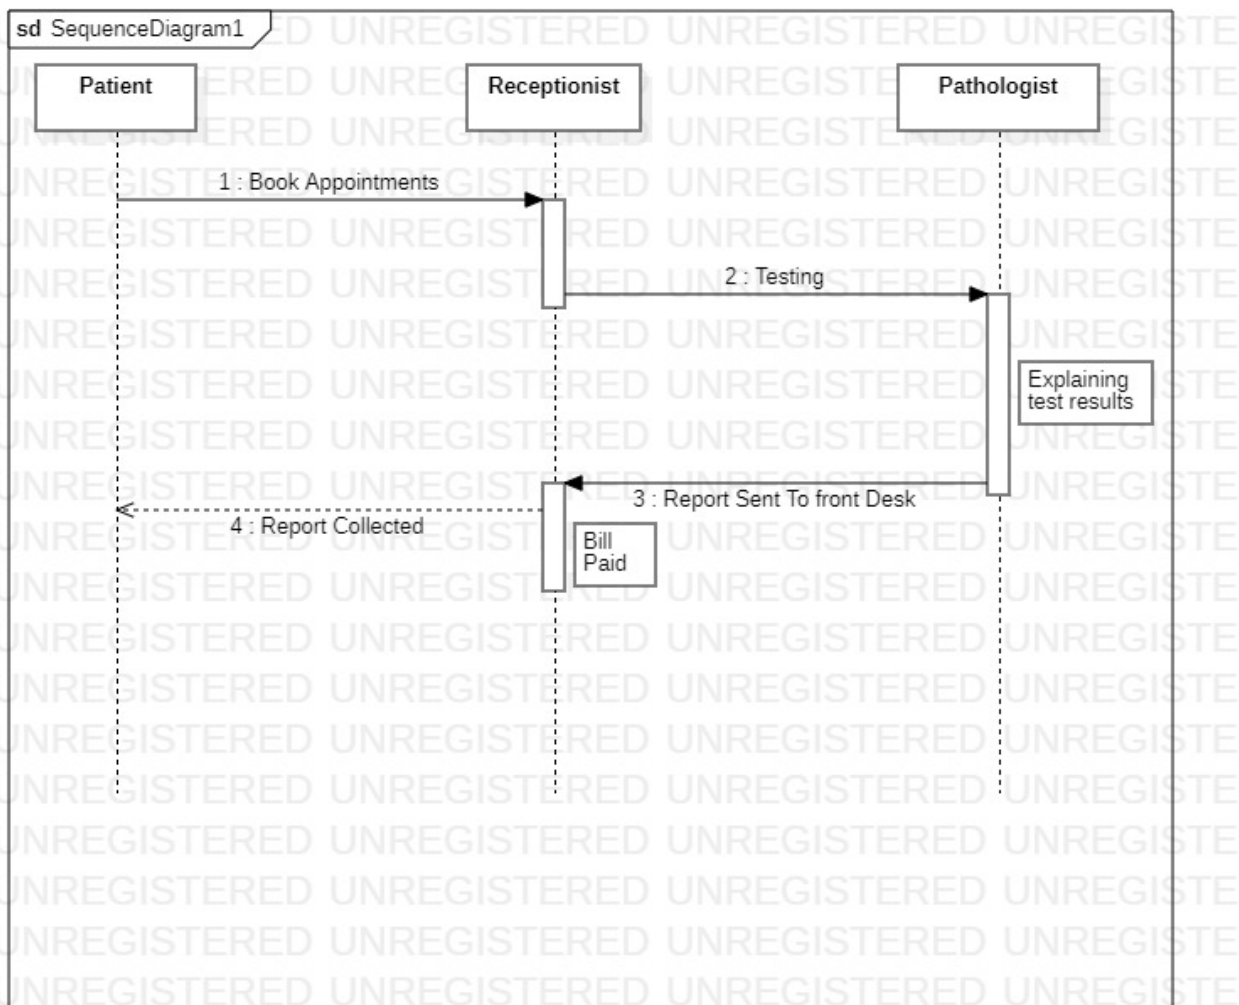 sd SequenceDiagram1
Patient
Receptionist
Pathologist
1 : Book Appointments
2 : Testing
Explaining
test results
3 : Report Sent To front Desk
4 : Report Collected
Bill
Paid
UNREGISTERED